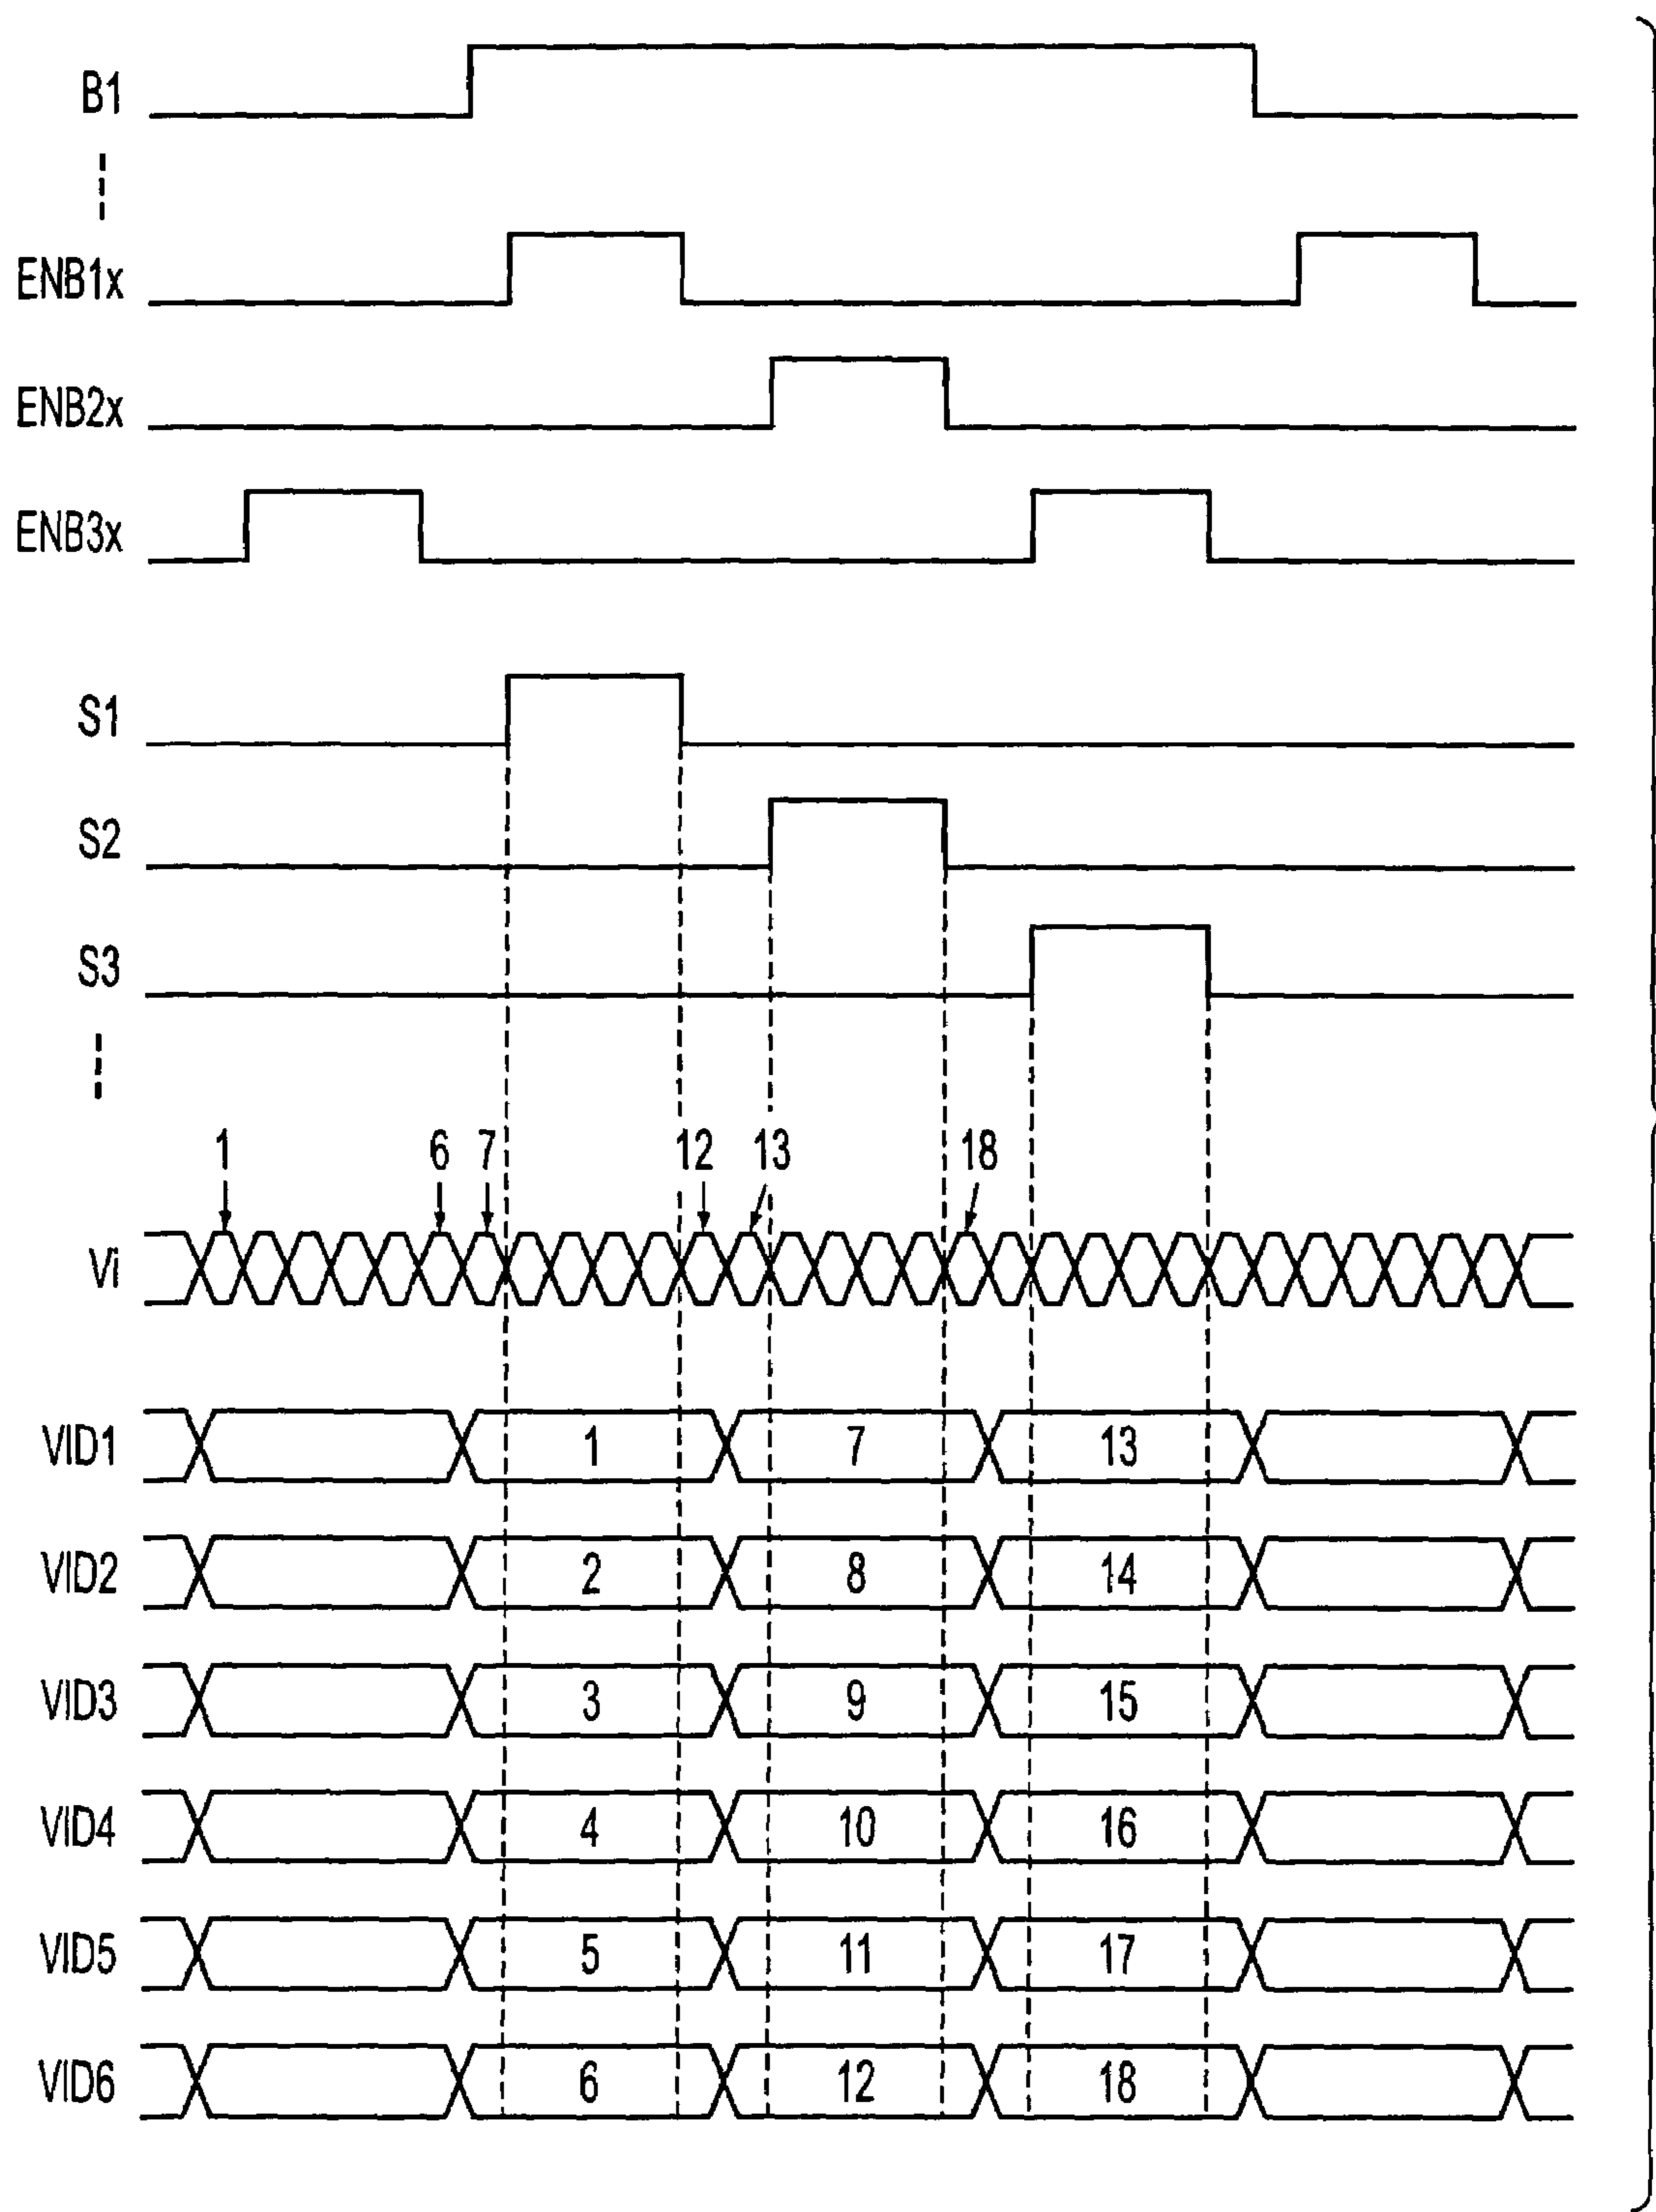 B1
ENB1x
ENB2x
ENB3x
S1
S2
S3
1 6 7 12 13 18
Vi
VID1 1 7 13
VID2 2 8 14
VID3 3 9 15
VID4 4 10 16
VID5 5 11 17
VID6 6 12 18